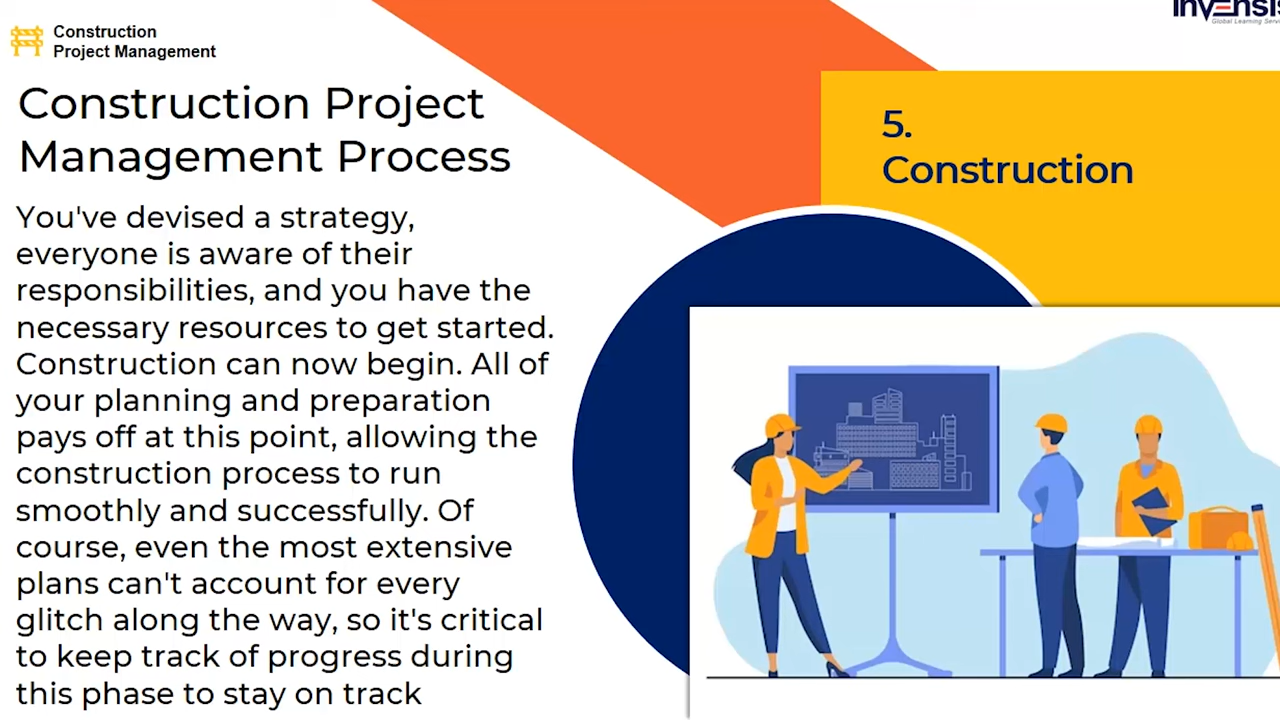 Construction
Project Management
Construction Project
Management Process
You've devised a strategy,
everyone is aware of their
responsibilities, and you have the
necessary resources to get started.
Construction can now begin. All of
your planning and preparation
pays off at this point, allowing the
construction process to run
smoothly and successfully. Of
course, even the most extensive
plans can't account for every
glitch along the way, so it's critical
to keep track of progress during
this phase to stay on track
5.
Construction
Global Learning